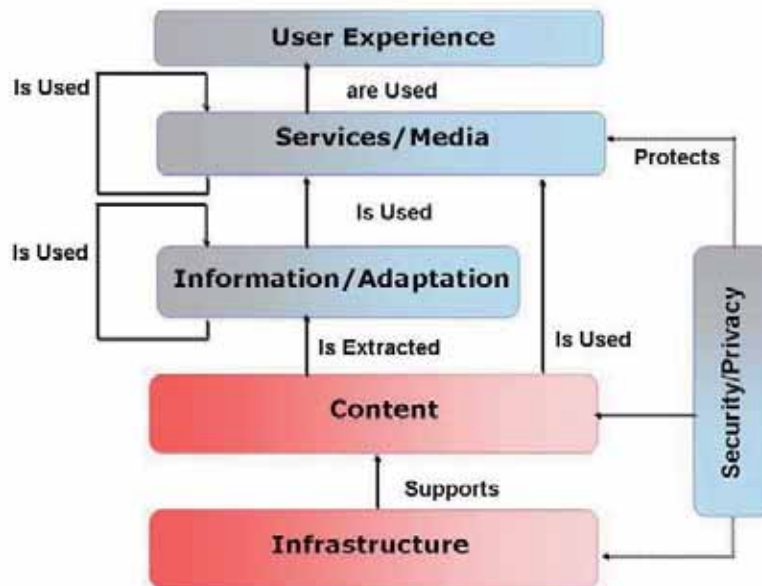 User Experience
Is Used
are Used
Services/Media
Protects
Is Used
Is Used
Information/Adaptation
Is Extracted
Is Used
Security/Privacy
Content
Supports
Infrastructure